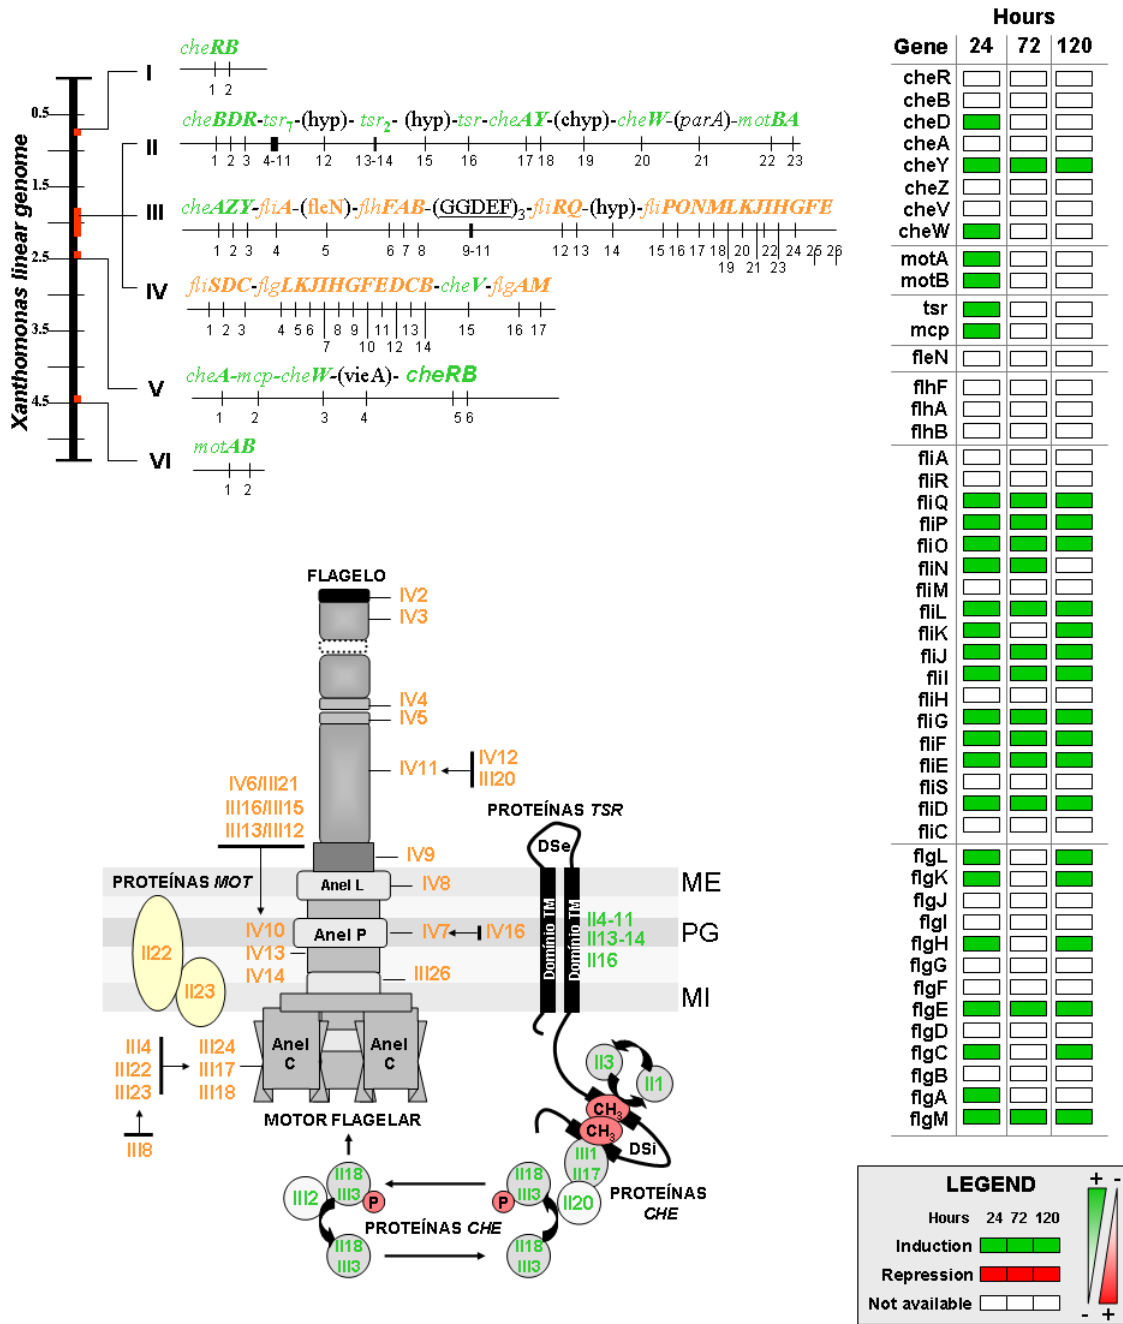 Xanthomonas linear genome
0.5
1.5
2.5
3.5
4.5
I
cheRB
1 2
II
cheBDR-tsr7-(hyp)- tsr2- (hyp)-tsr-cheAY-(chyp)-cheW-(parA)-motBA
1 2 3 4-11 12 13-14 15 16 17 18 19 20 21 22 23
III
cheAZY-fliA-(fleN)-flhFAB-(GGDEF)3-fliRQ-(hyp)-fliPONMLKJIHGFE
1 2 3 4 5 6 7 8 9-11 12 13 14 15 16 17 18 20 22 24 25 26
19 21 23
IV
fliSDC-flgLKJIHGFEDCB-cheV-flgAM
1 2 3 4 5 6 8 9 11 13 15 16 17
7 10 12 14
V
cheA-mcp-cheW-(vieA)- cheRB
1 2 3 4 5 6
VI
motAB
1 2
FLAGELO
IV2
IV3
IV4
IV5
IV11
IV12
III20
IV6/III21
III16/III15
III13/III12
IV9
PROTEÍNAS MOT
Anel L
IV8
ME
IV10
Anel P
IV7
IV16
PG
IV13
IV14
III26
MI
II22
II23
III4
III22
III23
III8
III24
III17
III18
Anel C
Anel C
MOTOR FLAGELAR
PROTEÍNAS TSR
DSe
Domínio TM
Domínio TM
II4-11
II13-14
II16
II3
II1
CH3
CH3
DSi
III1
II17
II20
PROTEÍNAS CHE
III2
II18
III3
P
P
II18
III3
PROTEÍNAS CHE
II18
III3
II18
III3
Hours
Gene 24 72 120
cheR
cheB
cheD
cheA
cheY
cheZ
cheV
cheW
motA
motB
tsr
mcp
fleN
flhF
flhA
flhB
fliA
fliR
fliQ
fliP
fliO
fliN
fliM
fliL
fliK
fliJ
fliI
fliH
fliG
fliF
fliE
fliS
fliD
fliC
flgL
flgK
flgJ
flgI
flgH
flgG
flgF
flgE
flgD
flgC
flgB
flgA
flgM
LEGEND
+ -
Hours 24 72 120
Induction
Repression
Not available
- +